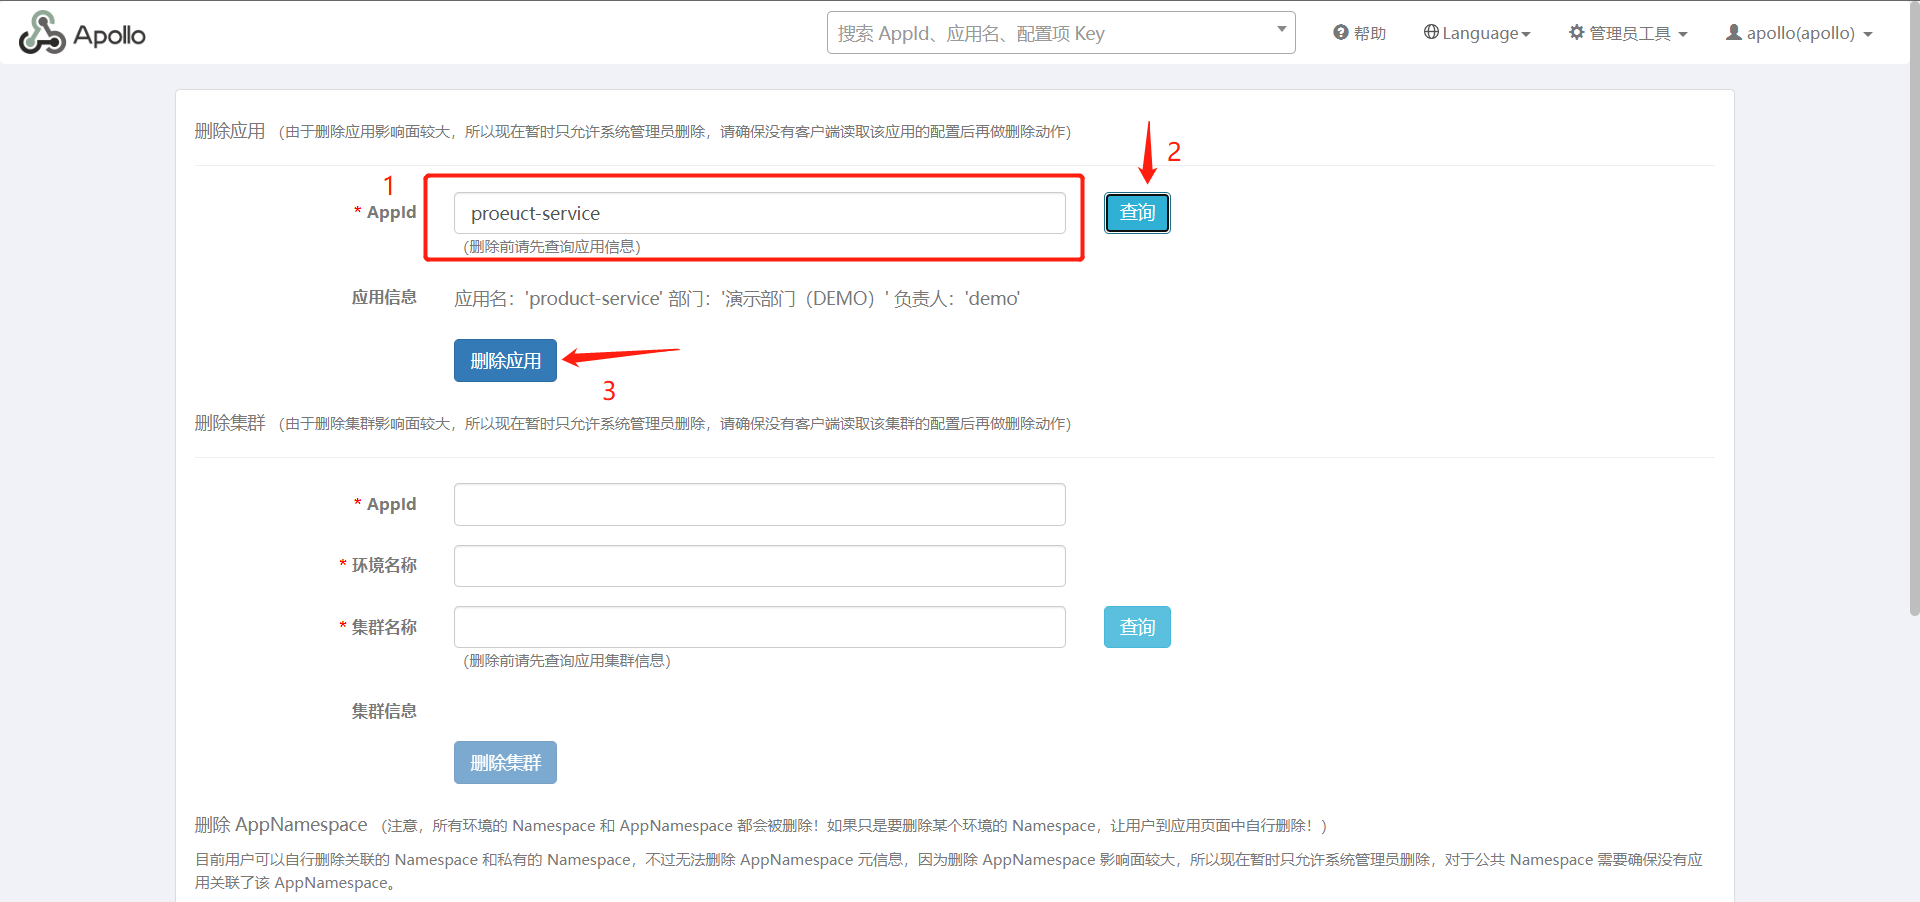 Apollo
搜索 AppId、应用名、配置项 Key
帮助
Language
管理员工具
apollo(apollo)
删除应用 （由于删除应用影响面较大，所以现在暂时只允许系统管理员删除，请确保没有客户端读取该应用的配置后再做删除动作）
1
2
* AppId
proeuct-service
查询
(删除前请先查询应用信息)
应用信息
应用名：'product-service' 部门：'演示部门（DEMO）' 负责人：'demo'
删除应用
3
删除集群 （由于删除集群影响面较大，所以现在暂时只允许系统管理员删除，请确保没有客户端读取该集群的配置后再做删除动作）
* AppId
* 环境名称
* 集群名称
查询
(删除前请先查询应用集群信息)
集群信息
删除集群
删除 AppNamespace （注意，所有环境的 Namespace 和 AppNamespace 都会被删除！如果只是要删除某个环境的 Namespace，让用户到应用页面中自行删除！）
目前用户可以自行删除关联的 Namespace 和私有的 Namespace，不过无法删除 AppNamespace 元信息，因为删除 AppNamespace 影响面较大，所以现在暂时只允许系统管理员删除，对于公共 Namespace 需要确保没有应
用关联了该 AppNamespace。